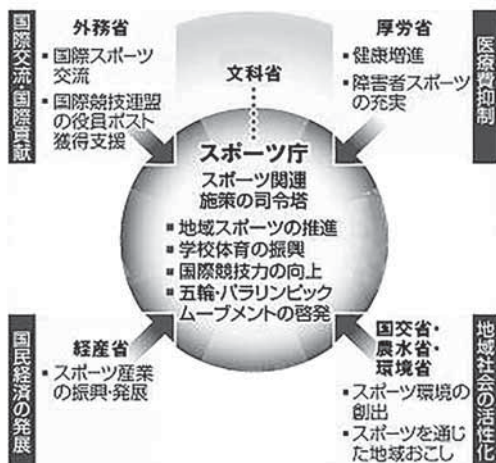 国際交流・国際貢献
外務省
■ 国際スポーツ
交流
■ 国際競技連盟
の役員ポスト
獲得支援
文科省
厚労省
■ 健康増進
■ 障害者スポーツ
の充実
医療費抑制
スポーツ庁
スポーツ関連
施策の司令塔
■ 地域スポーツの推進
■ 学校体育の振興
■ 国際競技力の向上
■ 五輪・パラリンピック
ムーブメントの啓発
国民経済の発展
経産省
■ スポーツ産業
の振興・発展
国交省・
農水省・
環境省
■ スポーツ環境の
創出
■ スポーツを通じ
た地域おこし
地域社会の活性化